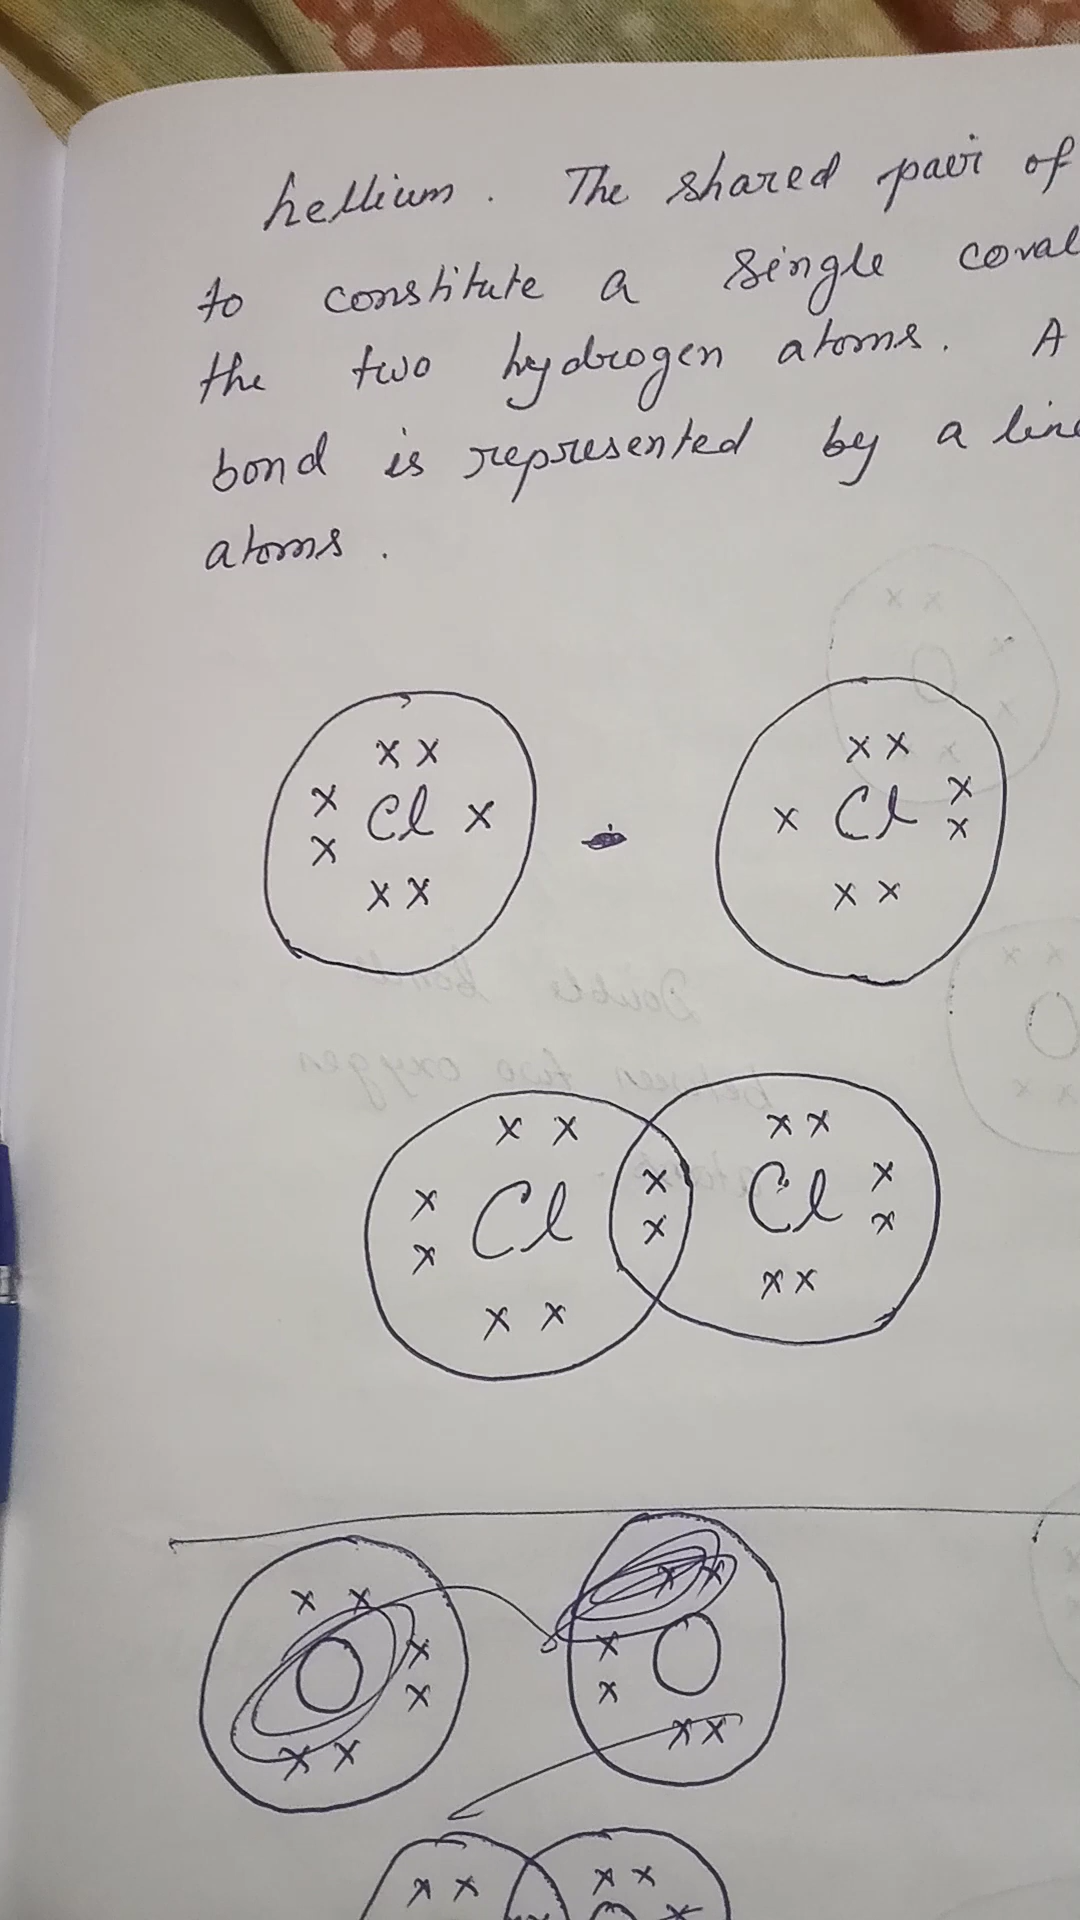 hellium. The shared pair of
to constitute a single coval
the two hydrogen atoms. A
bond is represented by a line
atoms.
x x x x
x Cl x x Cl x
x x
x x x x
x x x x
x Cl x Cl x
x x x x
x x x x
x x x x
x x
O x x O
x x
x x x x
x x x x